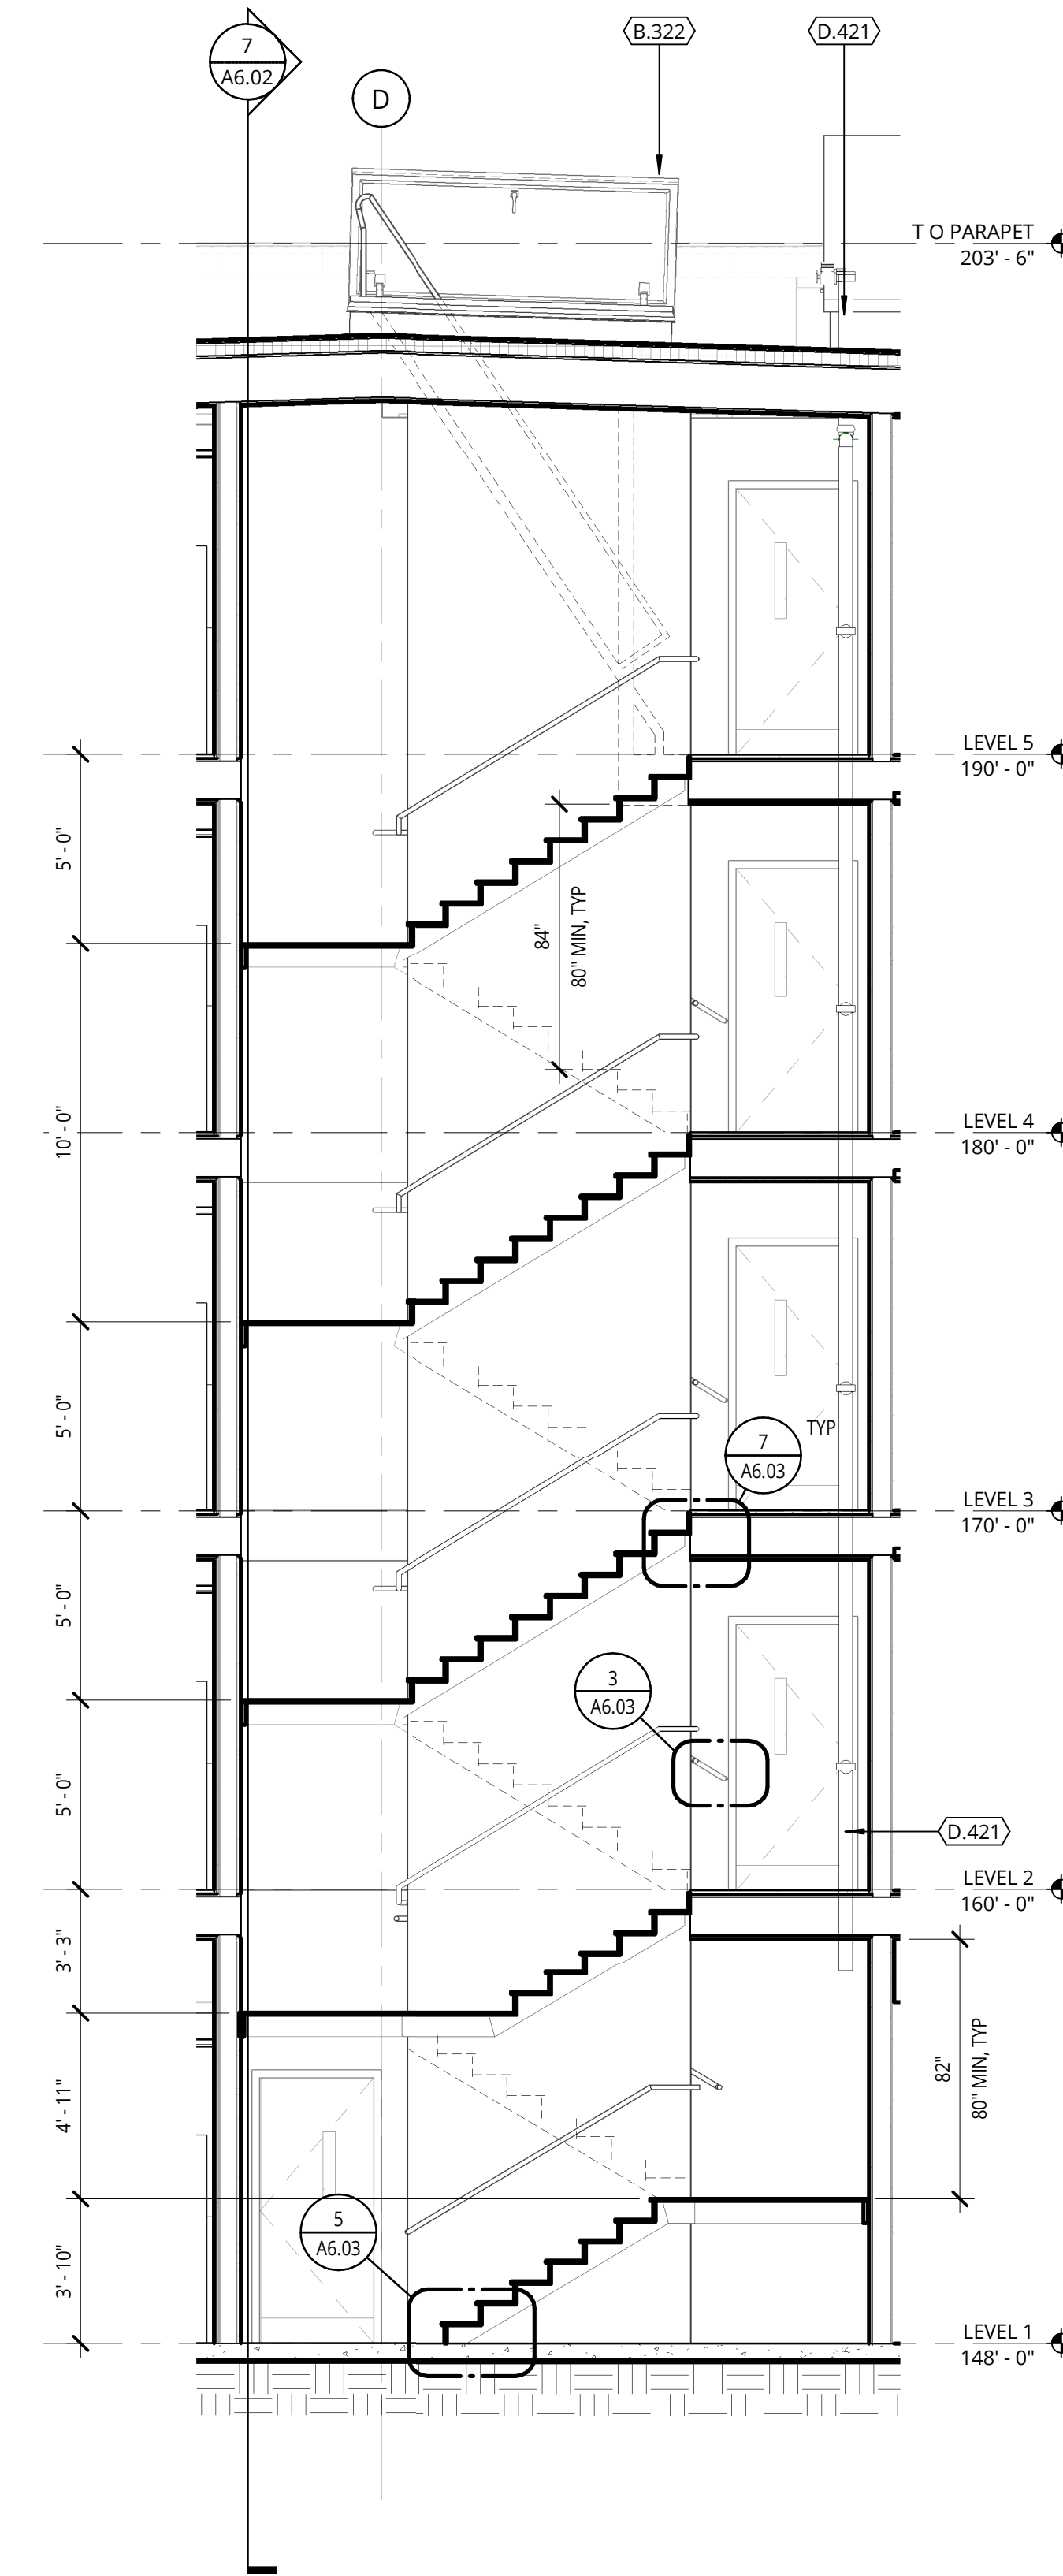 7
A6.02
D
B.322
D.421
T O PARAPET
203' - 6"
LEVEL 5
190' - 0"
5' - 0"
84"
80" MIN, TYP
10' - 0"
LEVEL 4
180' - 0"
5' - 0"
7
A6.03
TYP
LEVEL 3
170' - 0"
5' - 0"
3
A6.03
5' - 0"
D.421
LEVEL 2
160' - 0"
3' - 3"
82"
80" MIN, TYP
4' - 11"
5
A6.03
3' - 10"
LEVEL 1
148' - 0"